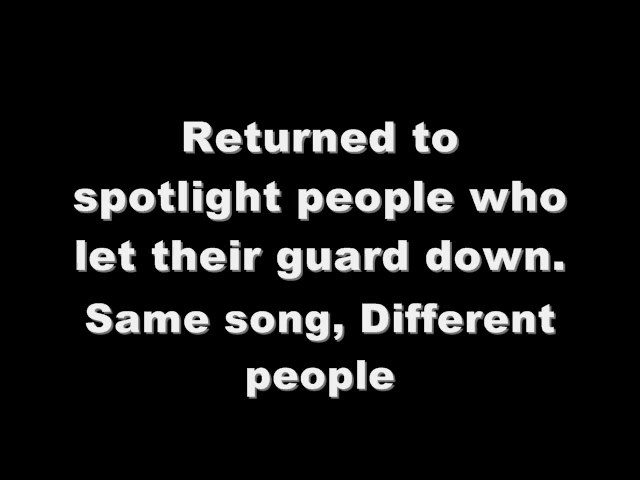 Returned to
spotlight people who
let their guard down.
Same song, Different
people